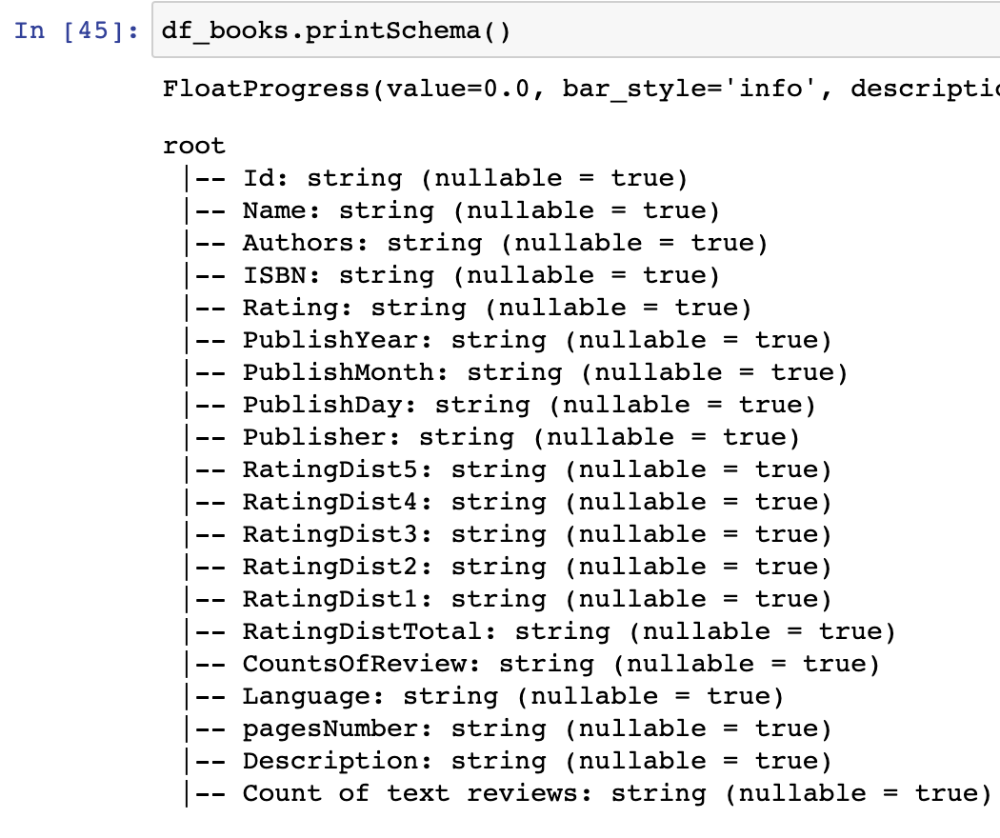 In [45]: df_books.printSchema()
FloatProgress(value=0.0, bar_style='info', descriptio
root
|-- Id: string (nullable = true)
|-- Name: string (nullable = true)
|-- Authors: string (nullable = true)
|-- ISBN: string (nullable = true)
|-- Rating: string (nullable = true)
|-- PublishYear: string (nullable = true)
|-- PublishMonth: string (nullable = true)
|-- PublishDay: string (nullable = true)
|-- Publisher: string (nullable = true)
|-- RatingDist5: string (nullable = true)
|-- RatingDist4: string (nullable = true)
|-- RatingDist3: string (nullable = true)
|-- RatingDist2: string (nullable = true)
|-- RatingDist1: string (nullable = true)
|-- RatingDistTotal: string (nullable = true)
|-- CountsOfReview: string (nullable = true)
|-- Language: string (nullable = true)
|-- pagesNumber: string (nullable = true)
|-- Description: string (nullable = true)
|-- Count of text reviews: string (nullable = true)